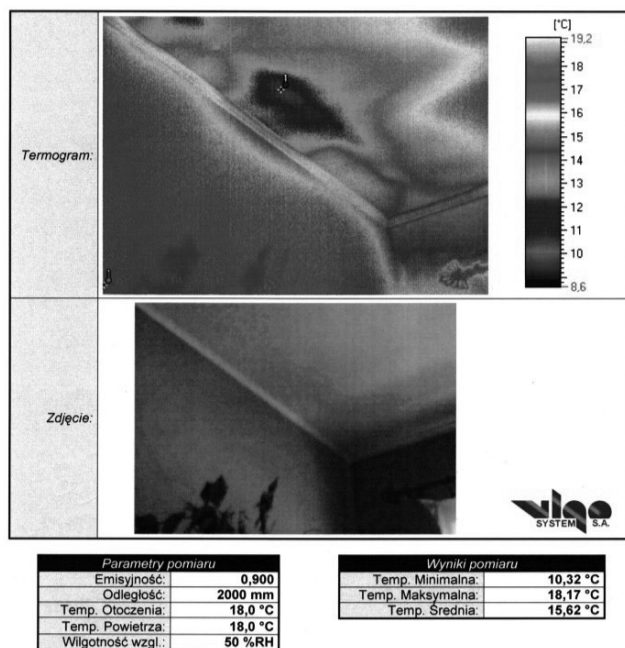 [°C]
19,2
18
17
16
15
14
13
12
11
10
8,6
Termogram:
1
Zdjęcie:
vigo
SYSTEM S.A.
Parametry pomiaru
Emisyjność: 0,900
Odległość: 2000 mm
Temp. Otoczenia: 18,0 °C
Temp. Powietrza: 18,0 °C
Wilgotność wzgl.: 50 %RH
Wyniki pomiaru
Temp. Minimalna: 10,32 °C
Temp. Maksymalna: 18,17 °C
Temp. Średnia: 15,62 °C